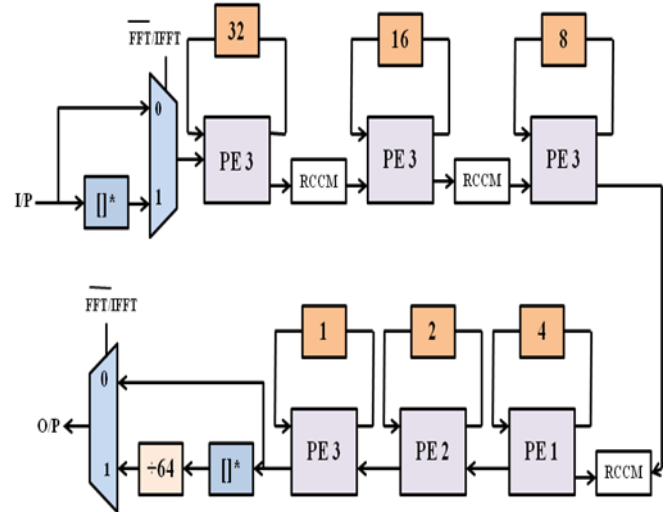 32
16
8
FFT/IFFT
0
PE 3
PE 3
PE 3
RCCM
RCCM
I/P
[]*
1
FFT/IFFT
1
2
4
0
O/P
PE 3
PE 2
PE 1
1
÷64
[]*
RCCM